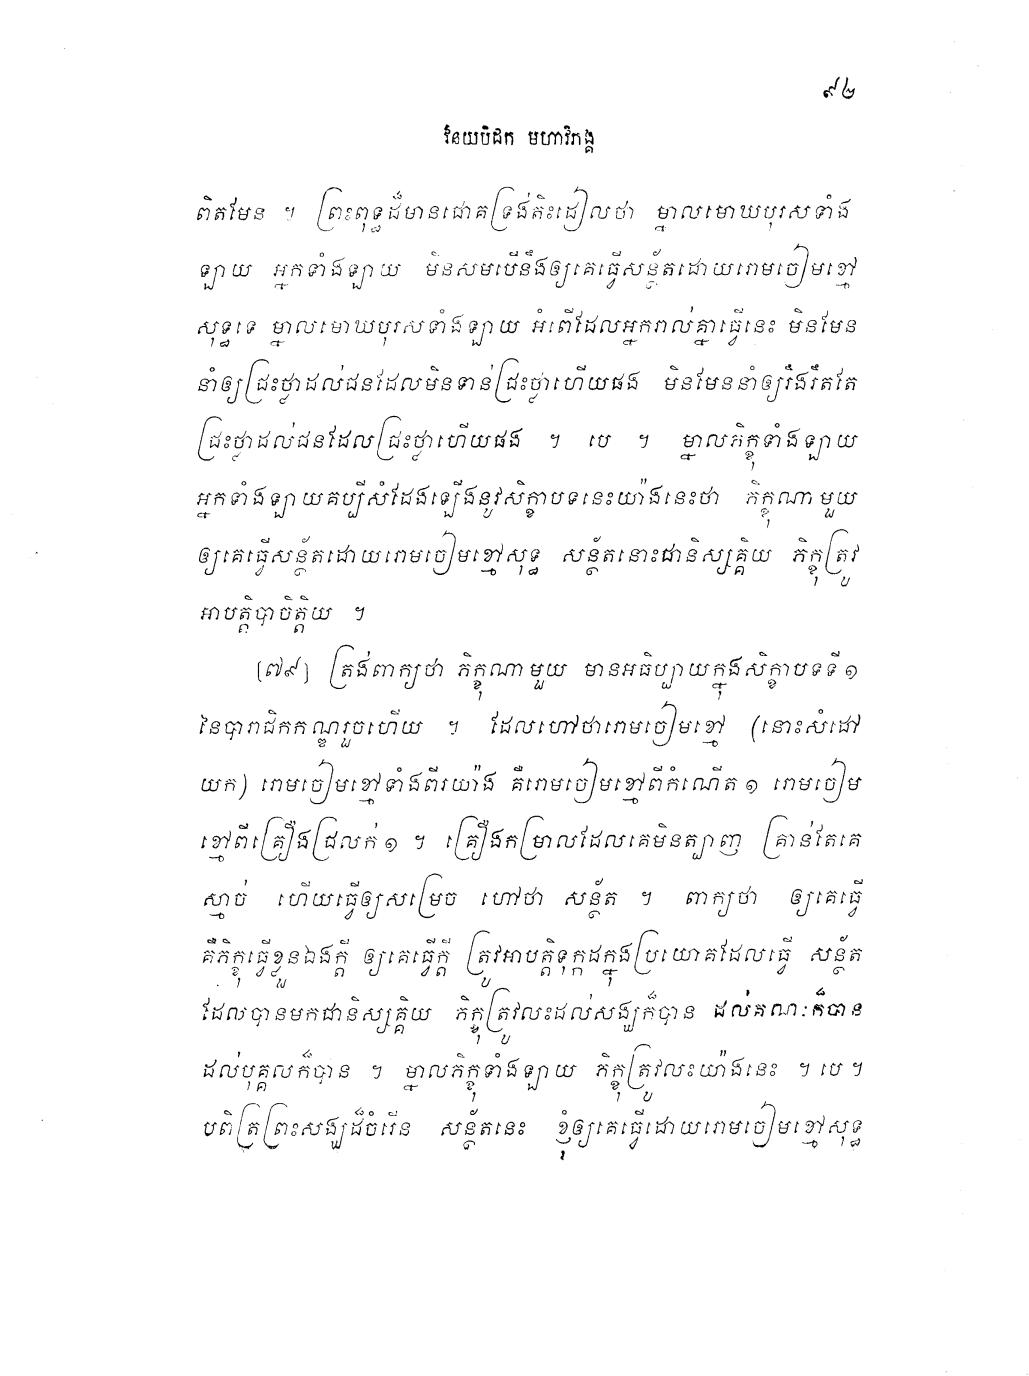 ៩៤
វិនយបិដក មហាវិភង្គ
ពិតមែន ។ ព្រះពុទ្ធដ៏មានជោគទ្រង់តិះដៀលថា ម្នាលមោឃបុរសទាំង
ឡាយ អ្នកទាំងឡាយ មិនសមបើនឹងឲ្យគេធ្វើសន្ថ័តដោយរោមចៀមខ្មៅ
សុទ្ធទេ ម្នាលមោឃបុរសទាំងឡាយ អំពើដែលអ្នករាល់គ្នាធ្វើនេះ មិនមែន
នាំឲ្យជ្រះថ្លាដល់ជនដែលមិនទាន់ជ្រះថ្លាហើយផង មិនមែននាំឲ្យរឹងរឹតតែ
ជ្រះថ្លាដល់ជនដែលជ្រះថ្លាហើយផង ។ បេ ។ ម្នាលភិក្ខុទាំងឡាយ
អ្នកទាំងឡាយគប្បីសំដែងឡើងនូវសិក្ខាបទនេះយ៉ាងនេះថា ភិក្ខុណាមួយ
ឲ្យគេធ្វើសន្ថ័តដោយរោមចៀមខ្មៅសុទ្ធ សន្ថ័តនោះជានិស្សគ្គិយ ភិក្ខុត្រូវ
អាបត្តិបាចិត្តិយ ។
(៧៩) ត្រង់ពាក្យថា ភិក្ខុណាមួយ មានអធិប្បាយក្នុងសិក្ខាបទទី១
នៃបារាជិកកណ្ឌរួចហើយ ។ ដែលហៅថារោមចៀមខ្មៅ (នោះសំដៅ
យក) រោមចៀមខ្មៅទាំងពីរយ៉ាង គឺរោមចៀមខ្មៅពីកំណើត១ រោមចៀម
ខ្មៅពីគ្រឿងជ្រលក់១ ។ គ្រឿងកម្រាលដែលគេមិនត្បាញ គ្រាន់តែគេ
ស្អាច់ ហើយធ្វើឲ្យសម្រេច ហៅថា សន្ថ័ត ។ ពាក្យថា ឲ្យគេធ្វើ
គឺភិក្ខុធ្វើខ្លួនឯងក្តី ឲ្យគេធ្វើក្តី ត្រូវអាបត្តិទុក្កដក្នុងប្រយោគដែលធ្វើ សន្ថ័ត
ដែលបានមកជានិស្សគ្គិយ ភិក្ខុត្រូវលះដល់សង្ឃក៏បាន ដល់គណៈក៏បាន
ដល់បុគ្គលក៏បាន ។ ម្នាលភិក្ខុទាំងឡាយ ភិក្ខុត្រូវលះយ៉ាងនេះ ។ បេ ។
បពិត្រព្រះសង្ឃដ៏ចំរើន សន្ថ័តនេះ ខ្ញុំឲ្យគេធ្វើដោយរោមចៀមខ្មៅសុទ្ធ